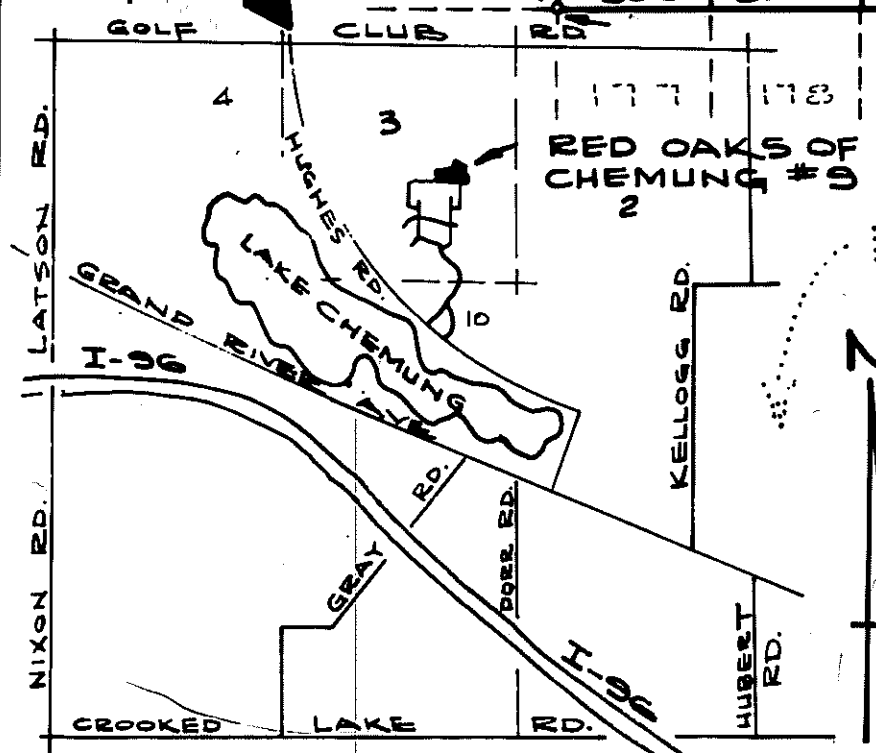 GOLF CLUB RD.
4
3
177
178
LATSON RD.
HUGHES RD.
RED OAKS OF
CHEMUNG #9
2
LAKE CHEMUNG
GRAND RIVER AVE
I-96
10
KELLOGG RD.
N
NIXON RD.
GRAY RD.
DORR RD.
HUBERT
RD.
I-96
CROOKED LAKE RD.